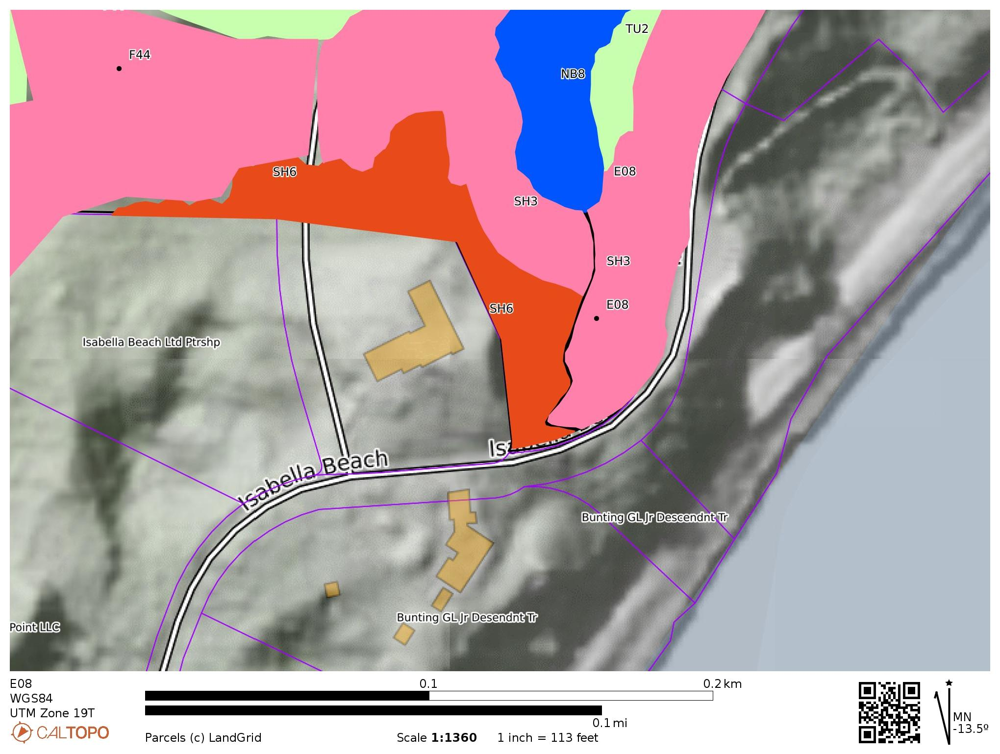 TU2
F44
NB8
SH6
E08
SH3
SH3
E08
SH6
Isabella Beach Ltd Ptrshp
Isabella Beach
Bunting GL Jr Descendnt Tr
Bunting GL Jr Desendnt Tr
Point LLC
E08
WGS84
UTM Zone 19T
CALTOPO
0.1
0.2 km
0.1 mi
Parcels (c) LandGrid
Scale 1:1360 1 inch = 113 feet
MN
-13.5º